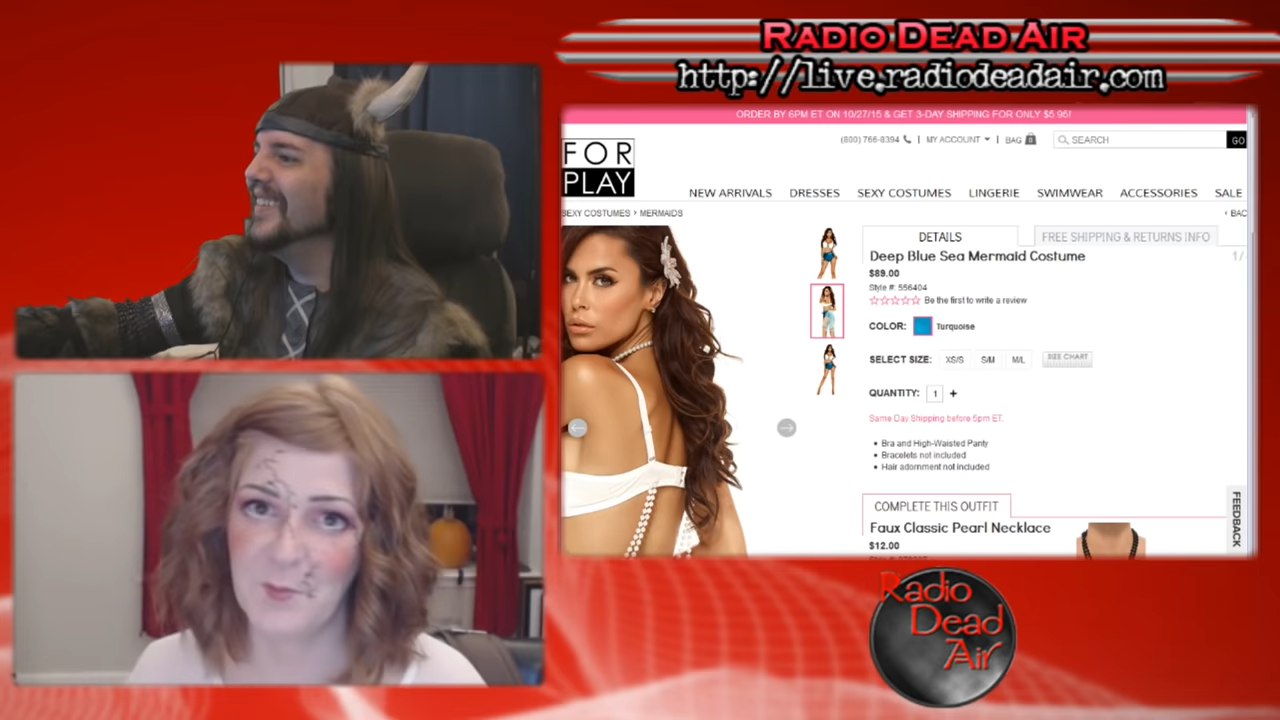 RADIO DEAD AIR
http://live.radiodeadair.com
ORDER BY 6PM ET ON 10/27/15 & GET 3-DAY SHIPPING FOR ONLY $5.95!
(800) 766-8394 | MY ACCOUNT | BAG 0 SEARCH GO
FOR
PLAY
NEW ARRIVALS DRESSES SEXY COSTUMES LINGERIE SWIMWEAR ACCESSORIES SALE
SEXY COSTUMES > MERMAIDS ‹ BAC
DETAILS FREE SHIPPING & RETURNS INFO
Deep Blue Sea Mermaid Costume 1/
$89.00
Style #: 556404
Be the first to write a review
COLOR: Turquoise
SELECT SIZE: XS/S S/M M/L SIZE CHART
QUANTITY: 1 +
Same Day Shipping before 5pm ET.
• Bra and High-Waisted Panty
• Bracelets not included
• Hair adornment not included
FEEDBACK
COMPLETE THIS OUTFIT
Faux Classic Pearl Necklace
$12.00
Radio
Dead
Air